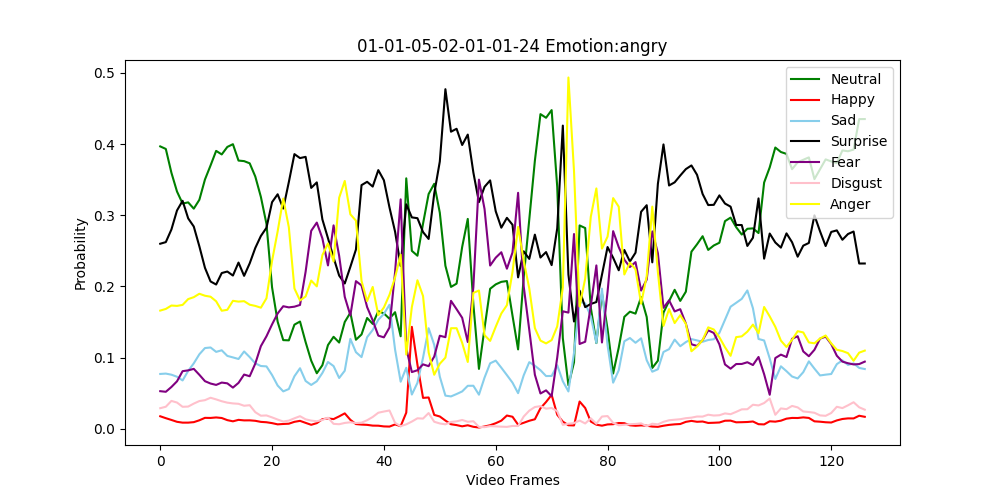 01-01-05-02-01-01-24 Emotion:angry
0.5
0.4
0.3
0.2
0.1
0.0
Probability
Neutral
Happy
Sad
Surprise
Fear
Disgust
Anger
0 20 40 60 80 100 120
Video Frames